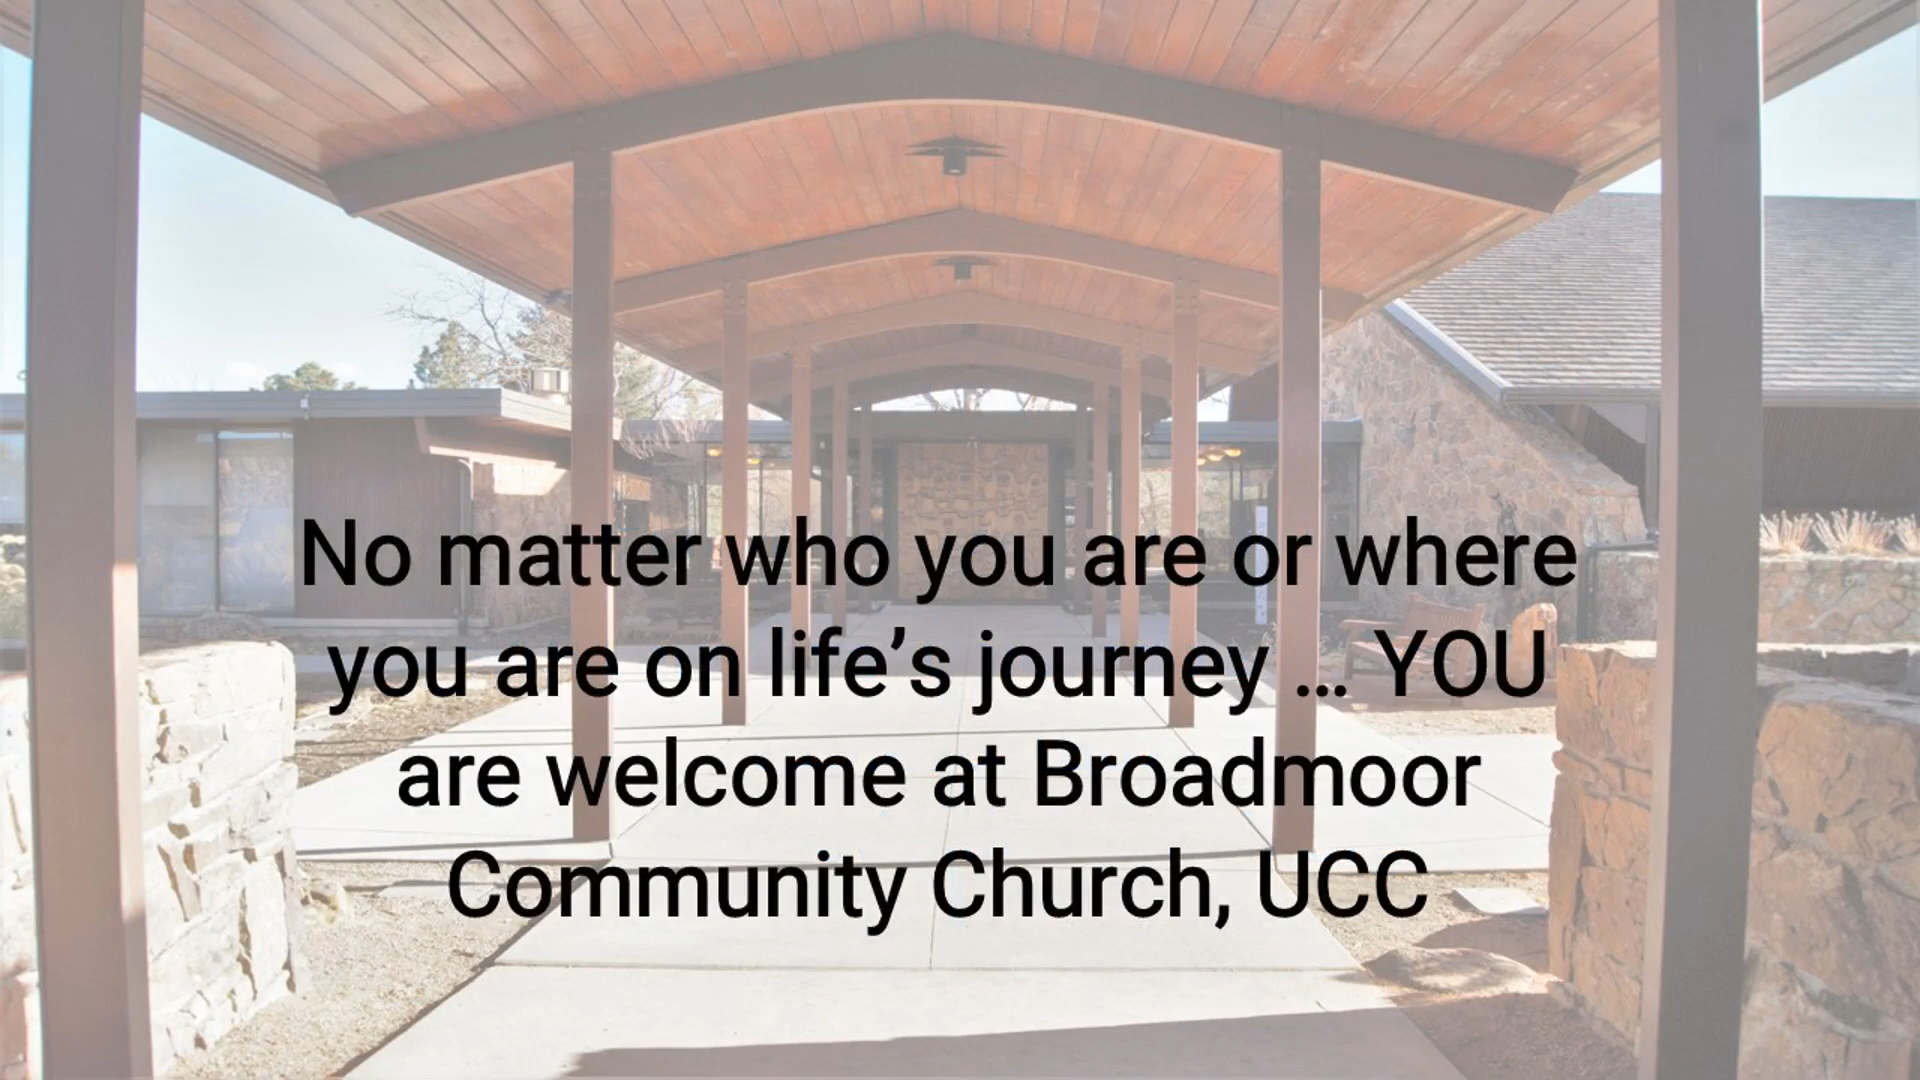 No matter who you are or where
you are on life’s journey ... YOU
are welcome at Broadmoor
Community Church, UCC